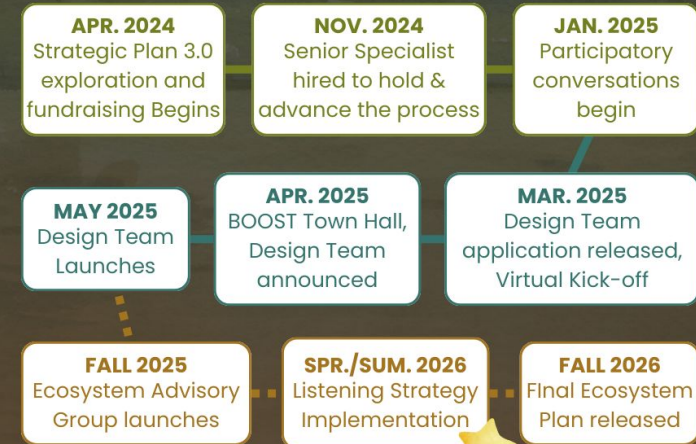 APR. 2024
Strategic Plan 3.0
exploration and
fundraising Begins
NOV. 2024
Senior Specialist
hired to hold &
advance the process
JAN. 2025
Participatory
conversations
begin
MAY 2025
Design Team
Launches
APR. 2025
BOOST Town Hall,
Design Team
announced
MAR. 2025
Design Team
application released,
Virtual Kick-off
FALL 2025
Ecosystem Advisory
Group launches
SPR./SUM. 2026
Listening Strategy
Implementation
FALL 2026
FInal Ecosystem
Plan released